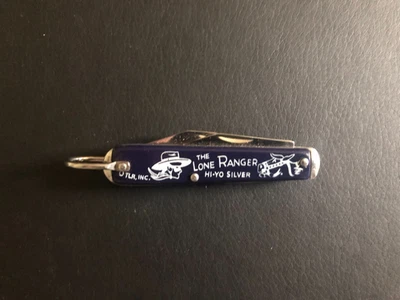 THE
LONE RANGER
HI-YO SILVER
TLR, INC.